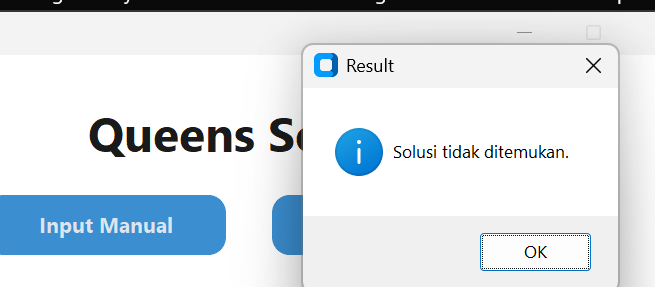 Result
Queens
Solusi tidak ditemukan.
Input Manual
OK